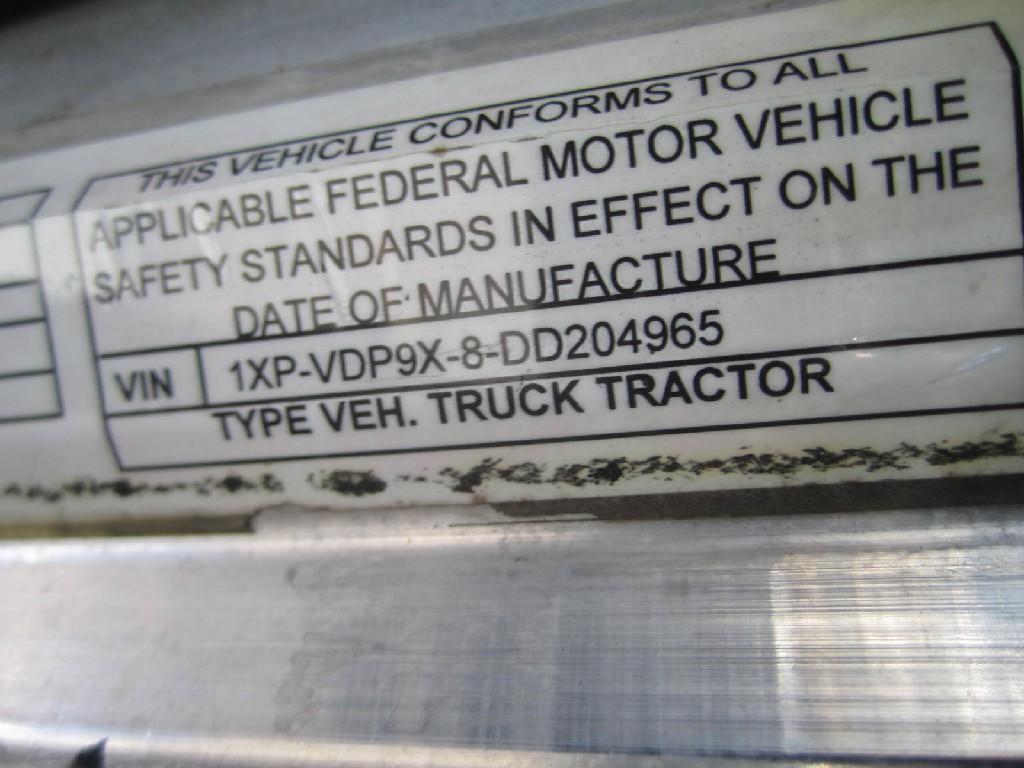 THIS VEHICLE CONFORMS TO ALL
APPLICABLE FEDERAL MOTOR VEHICLE
SAFETY STANDARDS IN EFFECT ON THE
DATE OF MANUFACTURE
VIN 1XP-VDP9X-8-DD204965
TYPE VEH. TRUCK TRACTOR